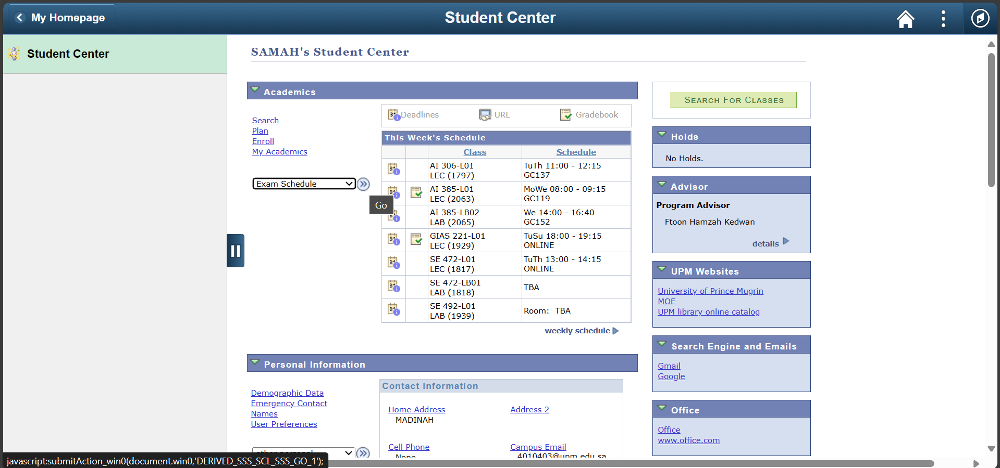 My Homepage
Student Center
Student Center
SAMAH's Student Center
Academics
Search
Plan
Enroll
My Academics
Exam Schedule
Go
Deadlines
URL
Gradebook
This Week's Schedule
Class
Schedule
AI 306-L01
LEC (1797)
TuTh 11:00 - 12:15
GC137
AI 385-L01
LEC (2063)
MoWe 08:00 - 09:15
GC119
AI 385-LB02
LAB (2065)
We 14:00 - 16:40
GC152
GIAS 221-L01
LEC (1929)
TuSu 18:00 - 19:15
ONLINE
SE 472-L01
LEC (1817)
TuTh 13:00 - 14:15
ONLINE
SE 472-LB01
LAB (1818)
TBA
SE 492-L01
LAB (1939)
Room: TBA
weekly schedule
Personal Information
Demographic Data
Emergency Contact
Names
User Preferences
other personal
Contact Information
Home Address
MADINAH
Address 2
Cell Phone
None
Campus Email
4010403@upm.edu.sa
Search For Classes
Holds
No Holds.
Advisor
Program Advisor
Ftoon Hamzah Kedwan
details
UPM Websites
University of Prince Mugrin
MOE
UPM library online catalog
Search Engine and Emails
Gmail
Google
Office
Office
www.office.com
javascript:submitAction_win0(document.win0,'DERIVED_SSS_SCL_SSS_GO_1');